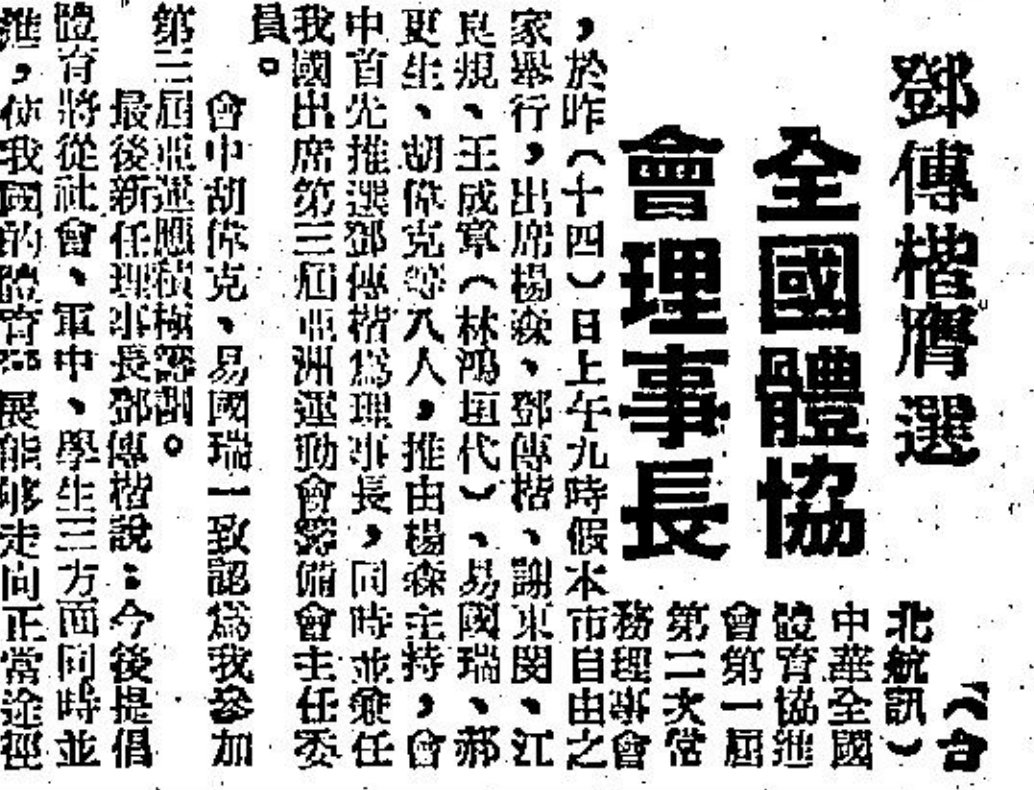 鄧傳楷膺選
全國體協
會理事長
（台
北航訊）
中華全國
體育協進
會第一屆
第二次常
務理事會
，於昨（十四）日上午九時假本市自由之
家舉行，出席楊森、鄧傳楷、謝東閔、江
良規、王成章（林鴻垣代）、易國瑞、郝
更生、胡偉克等八人，推由楊森主持，會
中首先推選鄧傳楷為理事長，同時並兼任
我國出席第三屆亞洲運動會籌備會主任委
員。
會中胡偉克、易國瑞一致認為我參加
第三屆亞運應積極籌劃。
最後新任理事長鄧傳楷說：今後提倡
體育將從社會、軍中、學生三方面同時並
進，使我國的體育發展能够走向正常途徑